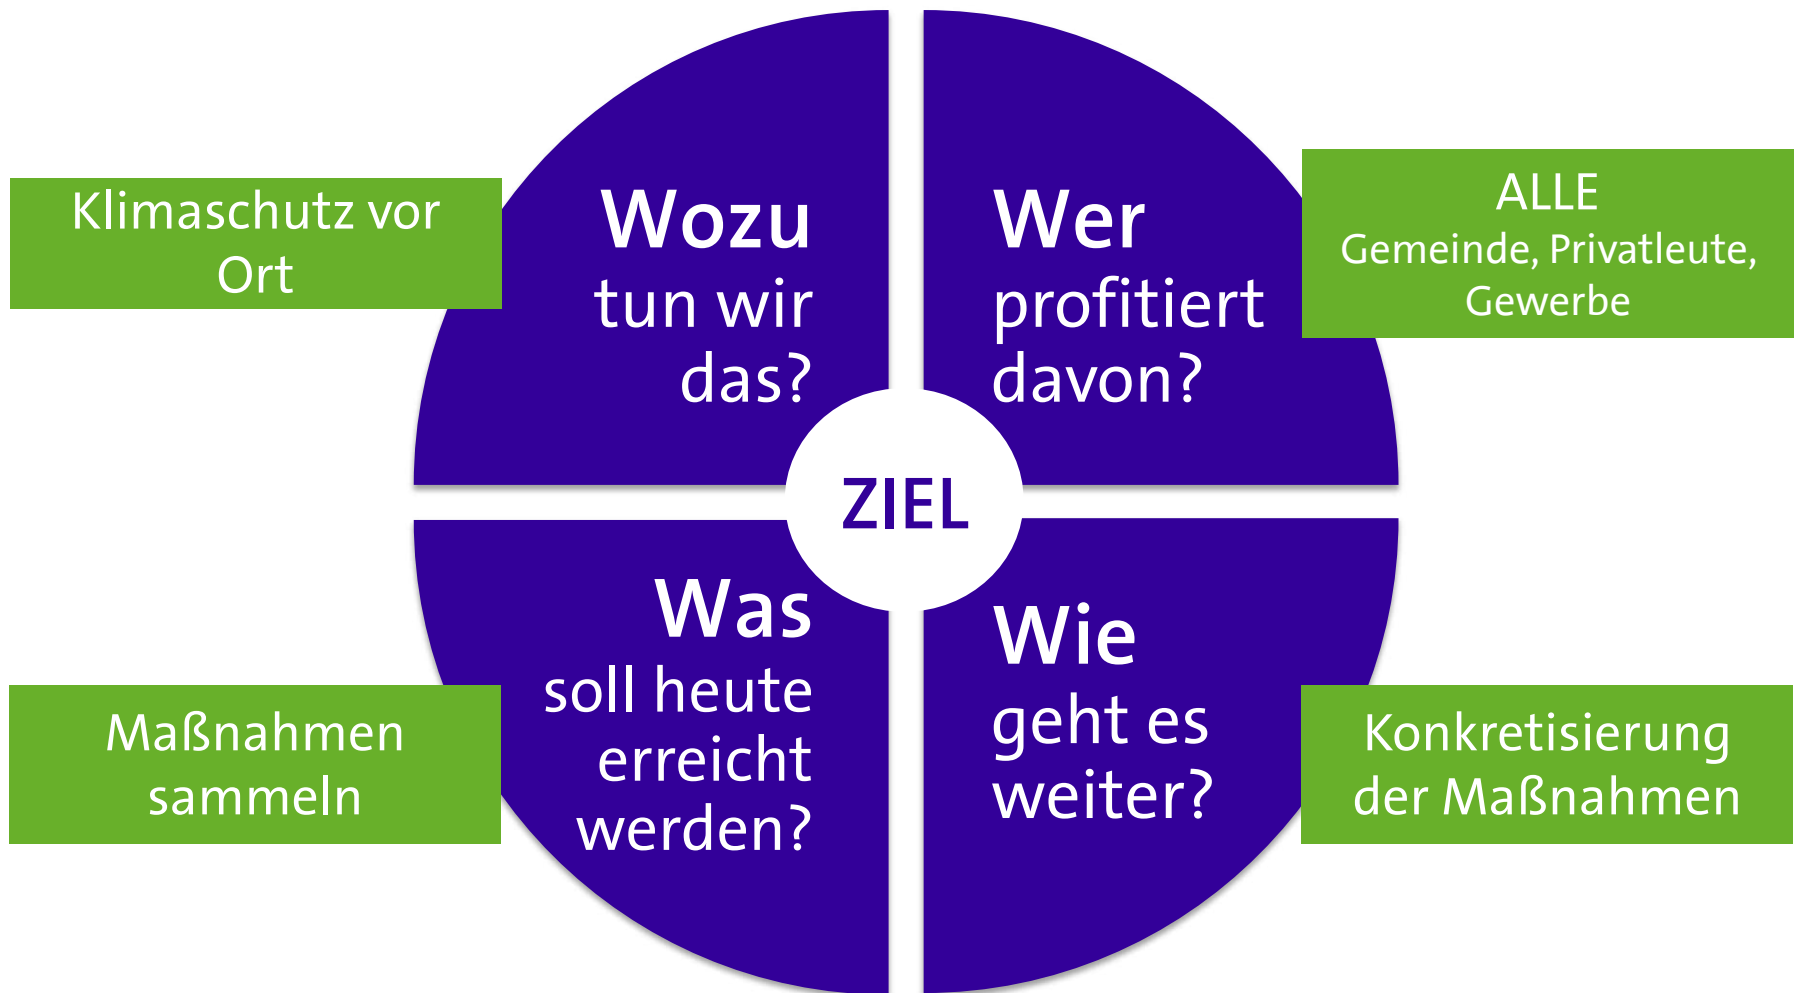 Klimaschutz vor
Ort
Wozu
tun wir
das?
Wer
profitiert
davon?
ALLE
Gemeinde, Privatleute,
Gewerbe
ZIEL
Maßnahmen
sammeln
Was
soll heute
erreicht
werden?
Wie
geht es
weiter?
Konkretisierung
der Maßnahmen